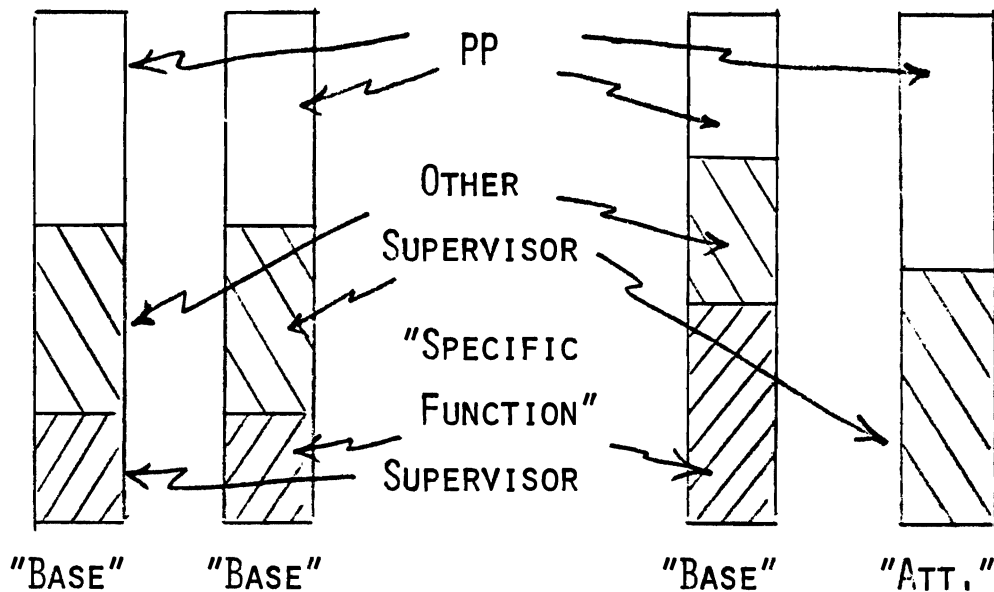 PP
OTHER
SUPERVISOR
"SPECIFIC
FUNCTION"
SUPERVISOR
"BASE" "BASE" "BASE" "ATT."